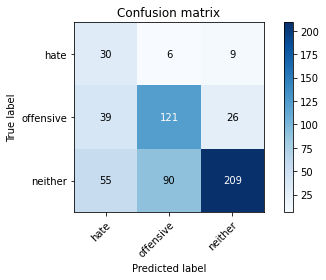 Confusion matrix
hate 30 6 9
offensive 39 121 26
neither 55 90 209
hate offensive neither
True label
Predicted label
200
175
150
125
100
75
50
25